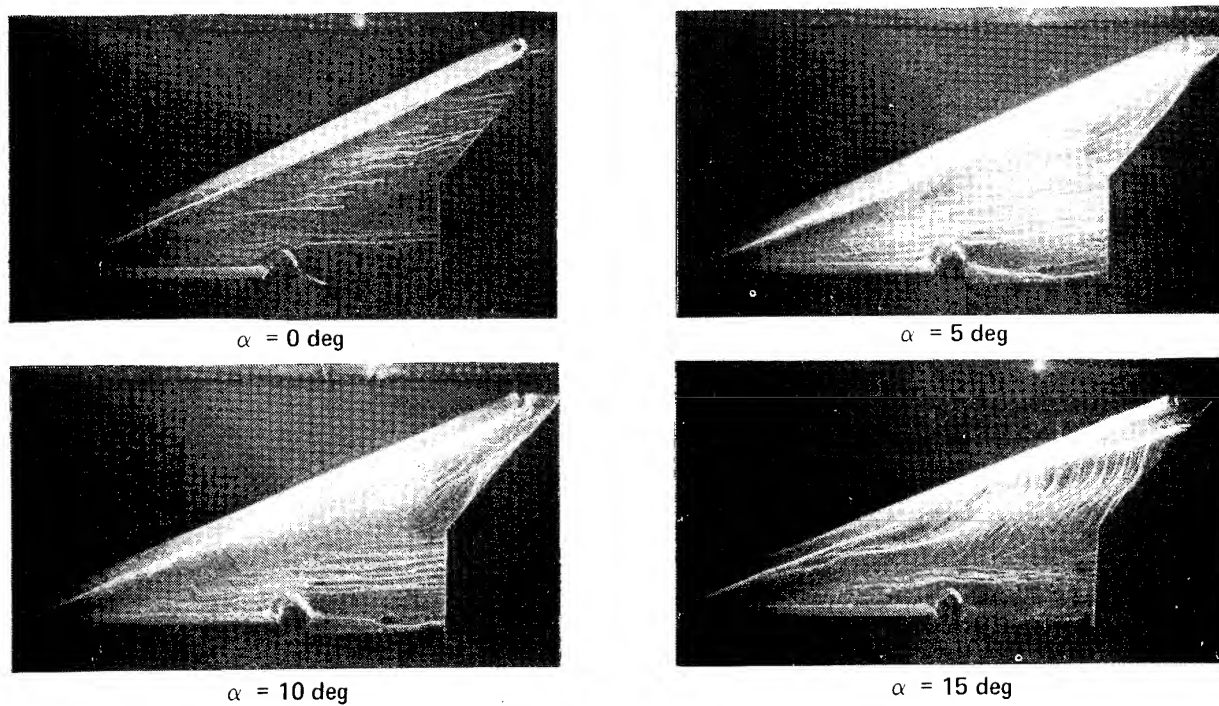 α = 0 deg
α = 5 deg
α = 10 deg
α = 15 deg